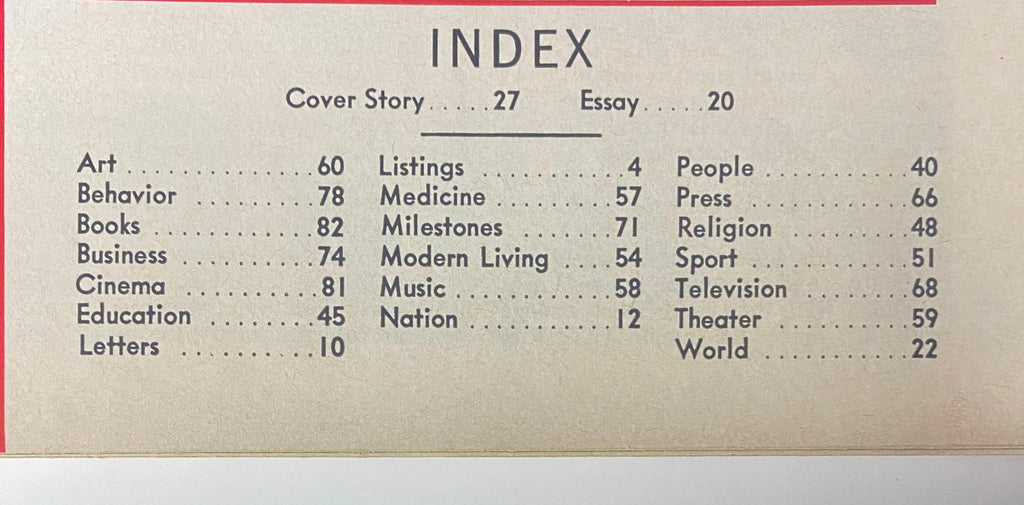 INDEX
Cover Story.....27 Essay.....20
Art..............60
Behavior .........78
Books............82
Business ..........74
Cinema ..........81
Education ........45
Letters ..........10
Listings ...........4
Medicine.........57
Milestones .......71
Modern Living ....54
Music............58
Nation...........12
People...........40
Press ............66
Religion ..........48
Sport............51
Television ........68
Theater ..........59
World ...........22